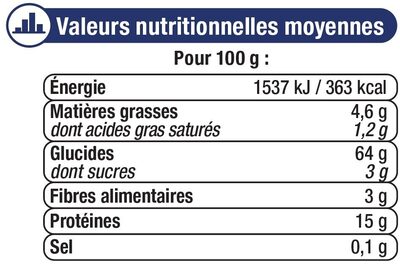 Valeurs nutritionnelles moyennes
Pour 100 g :
Énergie 1537 kJ / 363 kcal
Matières grasses 4,6 g
dont acides gras saturés 1,2 g
Glucides 64 g
dont sucres 3 g
Fibres alimentaires 3 g
Protéines 15 g
Sel 0,1 g